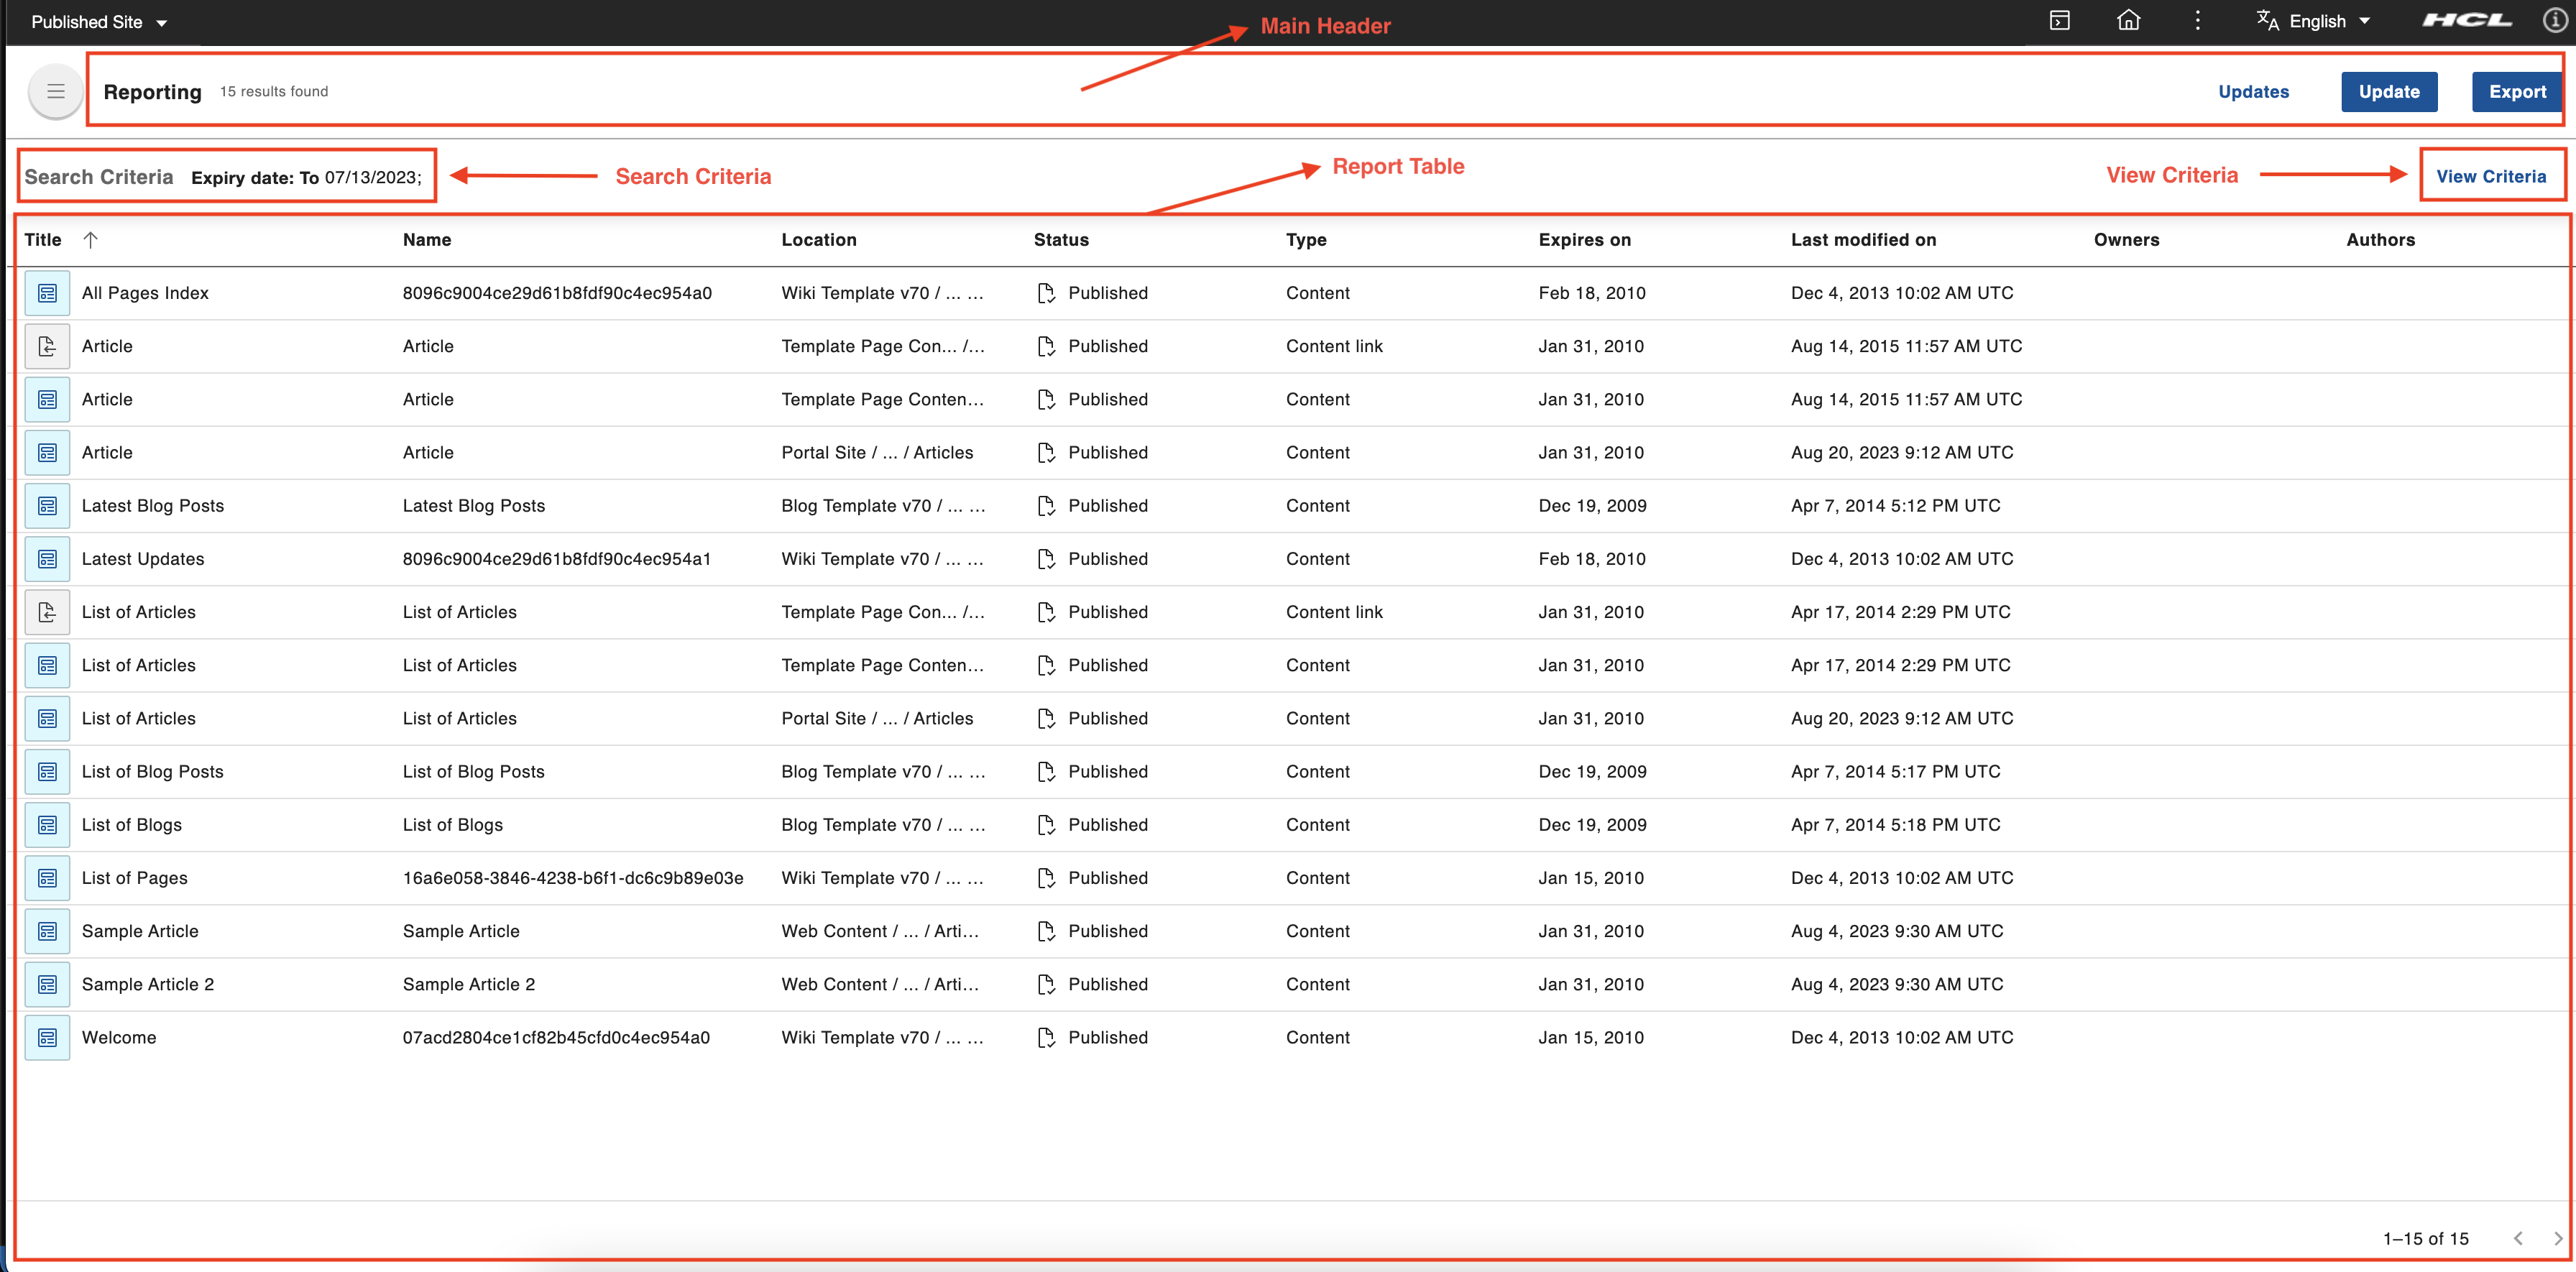 Published Site
Main Header
English
HCL
Reporting 15 results found
Updates Update Export
Search Criteria Expiry date: To 07/13/2023;
Search Criteria
Report Table
View Criteria
View Criteria
Title Name Location Status Type Expires on Last modified on Owners Authors
All Pages Index 8096c9004ce29d61b8fdf90c4ec954a0 Wiki Template v70 / ... ... Published Content Feb 18, 2010 Dec 4, 2013 10:02 AM UTC
Article Article Template Page Con... /... Published Content link Jan 31, 2010 Aug 14, 2015 11:57 AM UTC
Article Article Template Page Conten... Published Content Jan 31, 2010 Aug 14, 2015 11:57 AM UTC
Article Article Portal Site / ... / Articles Published Content Jan 31, 2010 Aug 20, 2023 9:12 AM UTC
Latest Blog Posts Latest Blog Posts Blog Template v70 / ... ... Published Content Dec 19, 2009 Apr 7, 2014 5:12 PM UTC
Latest Updates 8096c9004ce29d61b8fdf90c4ec954a1 Wiki Template v70 / ... ... Published Content Feb 18, 2010 Dec 4, 2013 10:02 AM UTC
List of Articles List of Articles Template Page Con... /... Published Content link Jan 31, 2010 Apr 17, 2014 2:29 PM UTC
List of Articles List of Articles Template Page Conten... Published Content Jan 31, 2010 Apr 17, 2014 2:29 PM UTC
List of Articles List of Articles Portal Site / ... / Articles Published Content Jan 31, 2010 Aug 20, 2023 9:12 AM UTC
List of Blog Posts List of Blog Posts Blog Template v70 / ... ... Published Content Dec 19, 2009 Apr 7, 2014 5:17 PM UTC
List of Blogs List of Blogs Blog Template v70 / ... ... Published Content Dec 19, 2009 Apr 7, 2014 5:18 PM UTC
List of Pages 16a6e058-3846-4238-b6f1-dc6c9b89e03e Wiki Template v70 / ... ... Published Content Jan 15, 2010 Dec 4, 2013 10:02 AM UTC
Sample Article Sample Article Web Content / ... / Arti... Published Content Jan 31, 2010 Aug 4, 2023 9:30 AM UTC
Sample Article 2 Sample Article 2 Web Content / ... / Arti... Published Content Jan 31, 2010 Aug 4, 2023 9:30 AM UTC
Welcome 07acd2804ce1cf82b45cfd0c4ec954a0 Wiki Template v70 / ... ... Published Content Jan 15, 2010 Dec 4, 2013 10:02 AM UTC
1–15 of 15